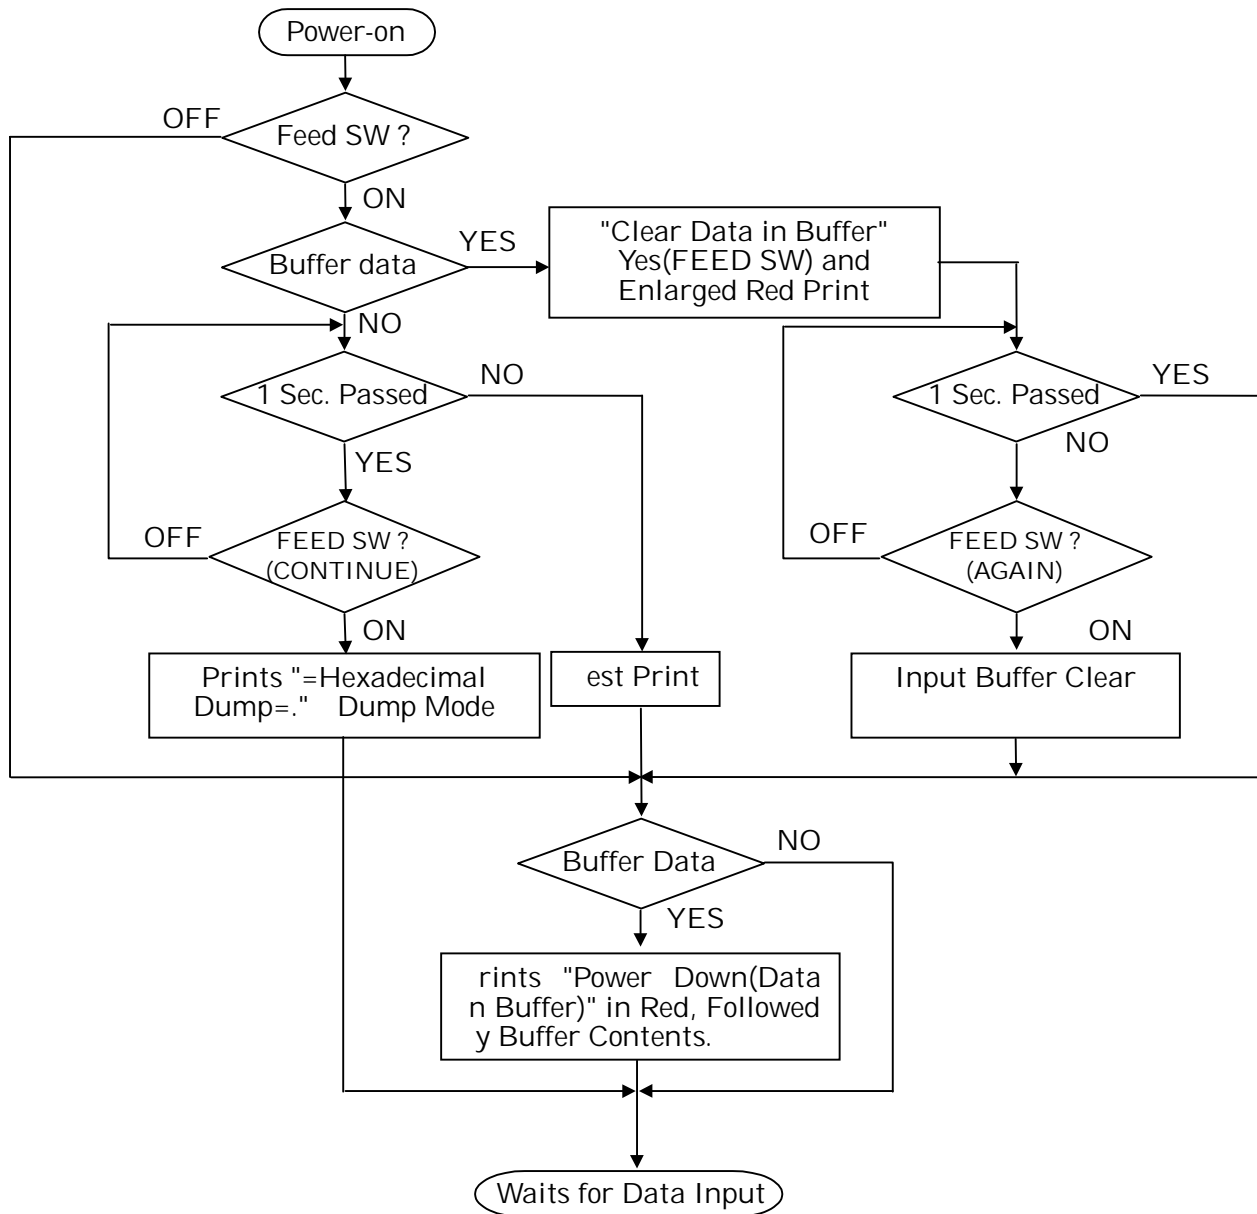 Power-on
OFF
Feed SW ?
ON
Buffer data
YES
"Clear Data in Buffer"
Yes(FEED SW) and
Enlarged Red Print
NO
1 Sec. Passed
NO
1 Sec. Passed
YES
YES
NO
OFF
FEED SW ?
(CONTINUE)
OFF
FEED SW ?
(AGAIN)
ON
ON
Prints "=Hexadecimal
Dump=." Dump Mode
est Print
Input Buffer Clear
Buffer Data
NO
YES
rints "Power Down(Data
n Buffer)" in Red, Followed
y Buffer Contents.
Waits for Data Input